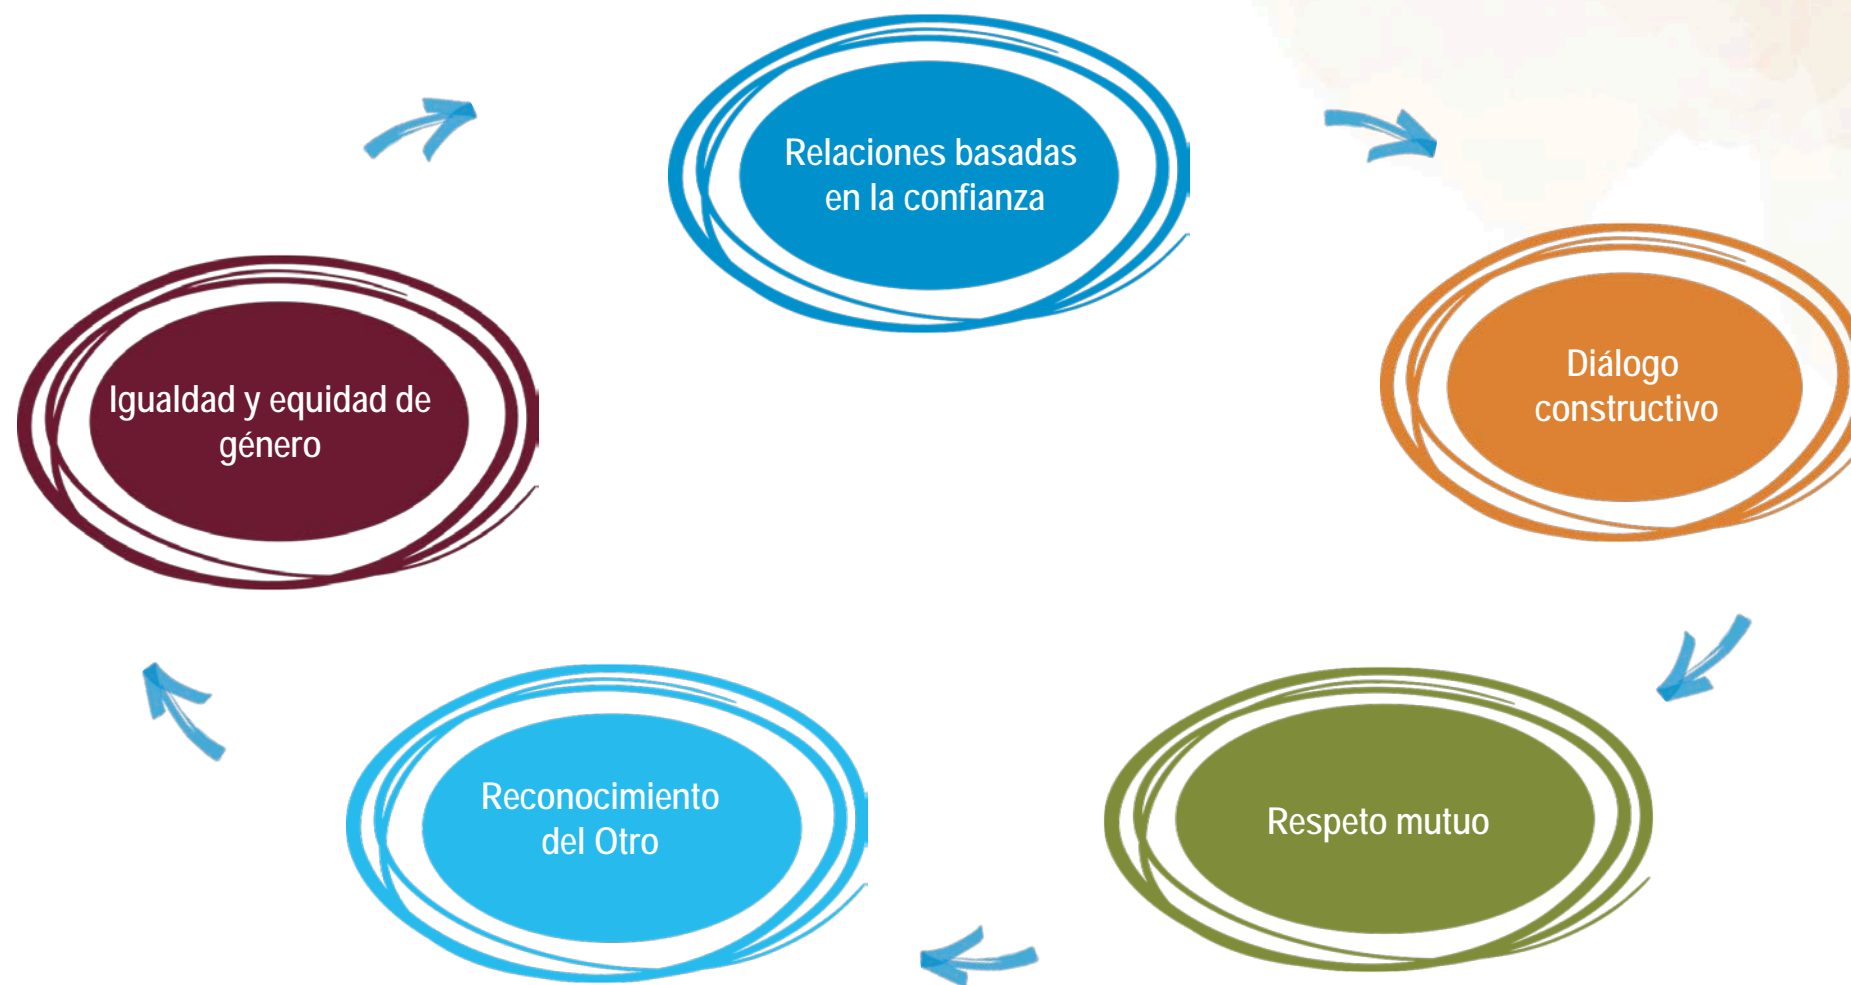 Relaciones basadas
en la confianza
Diálogo
constructivo
Respeto mutuo
Reconocimiento
del Otro
Igualdad y equidad de
género